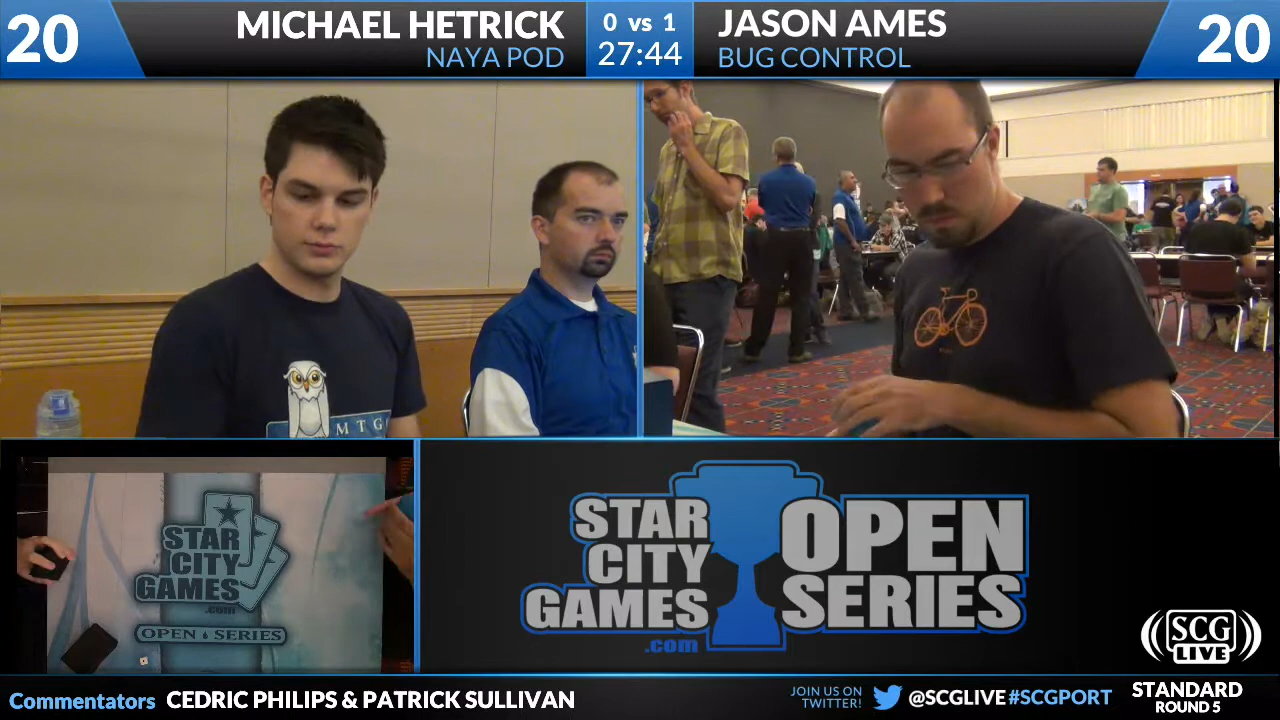 20
MICHAEL HETRICK
NAYA POD
0 vs 1
27:44
JASON AMES
BUG CONTROL
20
MTG
STAR
CITY
GAMES
.com
OPEN SERIES
STAR
CITY
GAMES
.com
OPEN
SERIES
SCG
LIVE
Commentators CEDRIC PHILIPS & PATRICK SULLIVAN
JOIN US ON
TWITTER!
@SCGLIVE #SCGPORT
STANDARD
ROUND 5